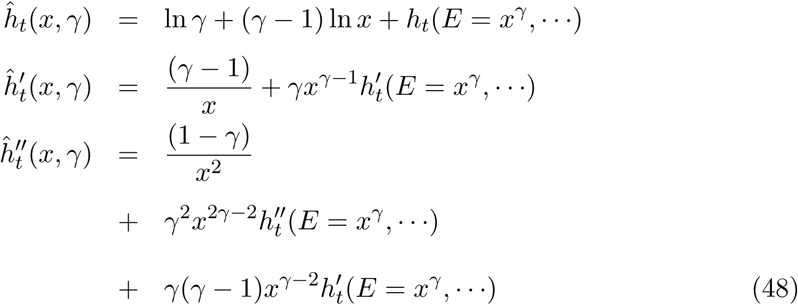 ĥ_t(x, γ) = ln γ + (γ − 1) ln x + h_t(E = x^γ, ⋯)
ĥ′_t(x, γ) = (γ − 1)/x + γx^{γ−1}h′_t(E = x^γ, ⋯)
ĥ″_t(x, γ) = (1 − γ)/x^2
+ γ^2x^{2γ−2}h″_t(E = x^γ, ⋯)
+ γ(γ − 1)x^{γ−2}h′_t(E = x^γ, ⋯) (48)